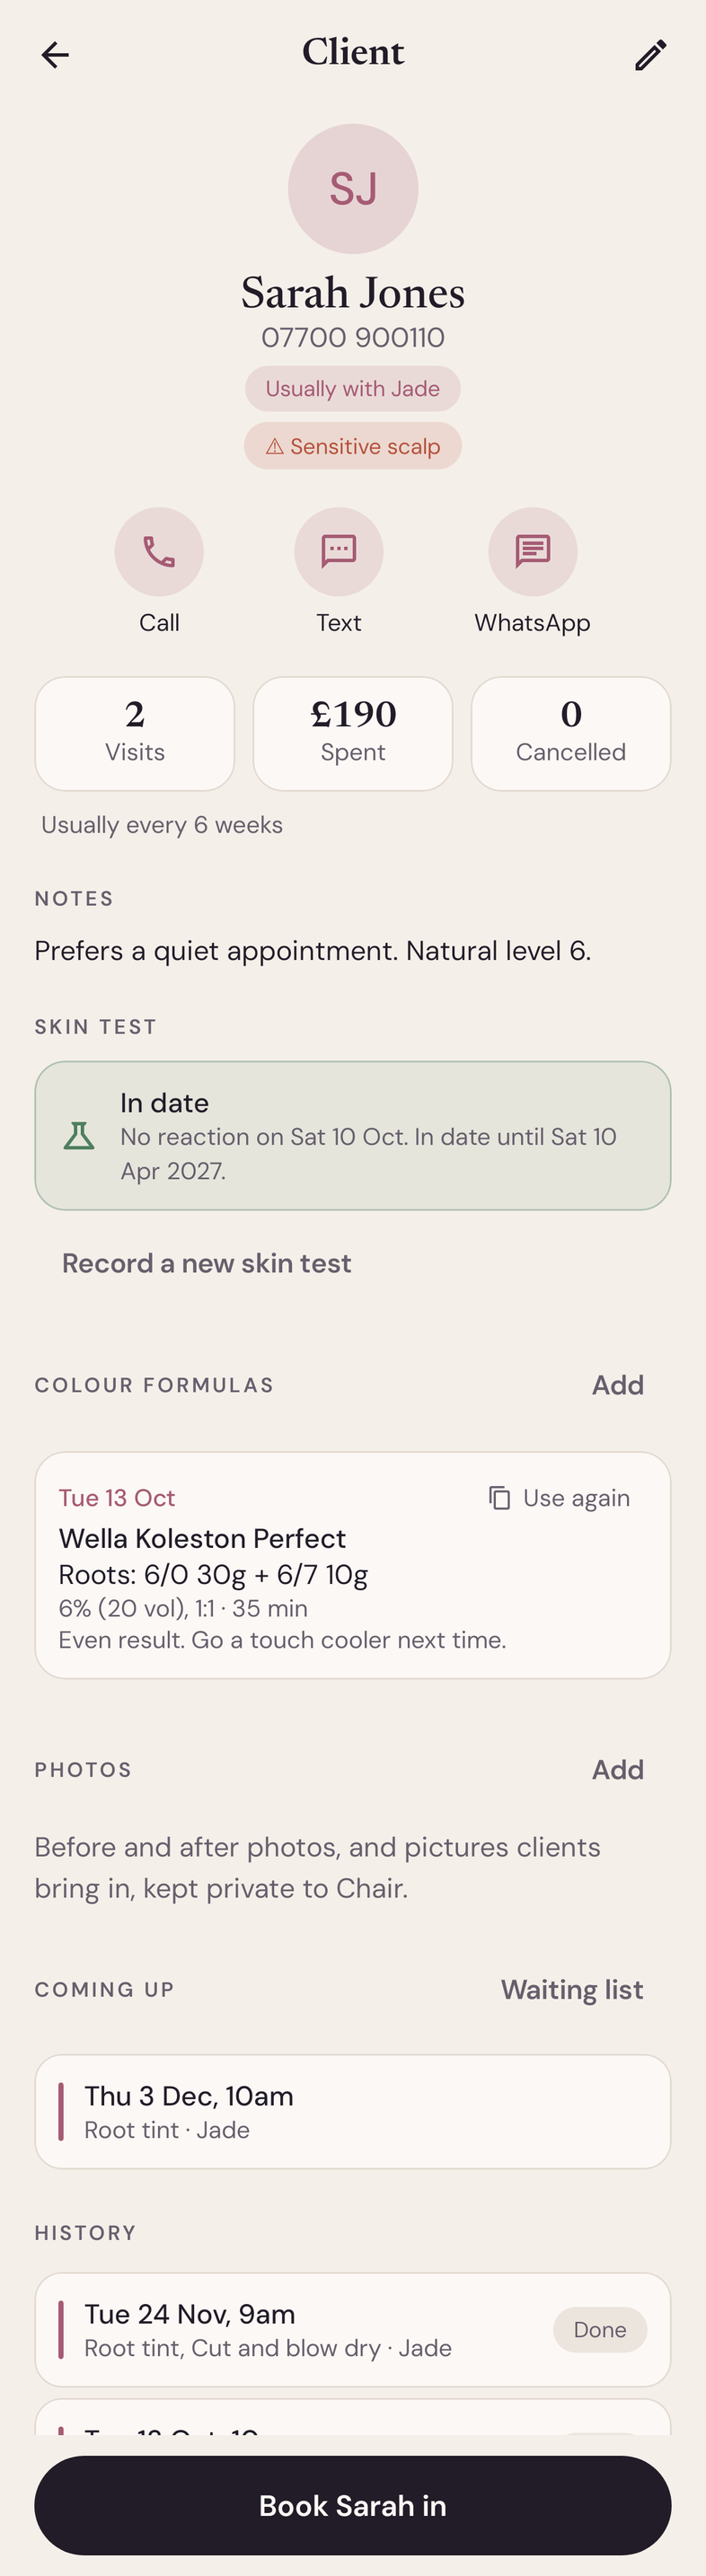 Client
SJ
Sarah Jones
07700 900110
Usually with Jade
⚠ Sensitive scalp
Call
Text
WhatsApp
2
Visits
£190
Spent
0
Cancelled
Usually every 6 weeks
NOTES
Prefers a quiet appointment. Natural level 6.
SKIN TEST
In date
No reaction on Sat 10 Oct. In date until Sat 10
Apr 2027.
Record a new skin test
COLOUR FORMULAS
Add
Tue 13 Oct
Use again
Wella Koleston Perfect
Roots: 6/0 30g + 6/7 10g
6% (20 vol), 1:1 · 35 min
Even result. Go a touch cooler next time.
PHOTOS
Add
Before and after photos, and pictures clients
bring in, kept private to Chair.
COMING UP
Waiting list
Thu 3 Dec, 10am
Root tint · Jade
HISTORY
Tue 24 Nov, 9am
Done
Root tint, Cut and blow dry · Jade
Book Sarah in